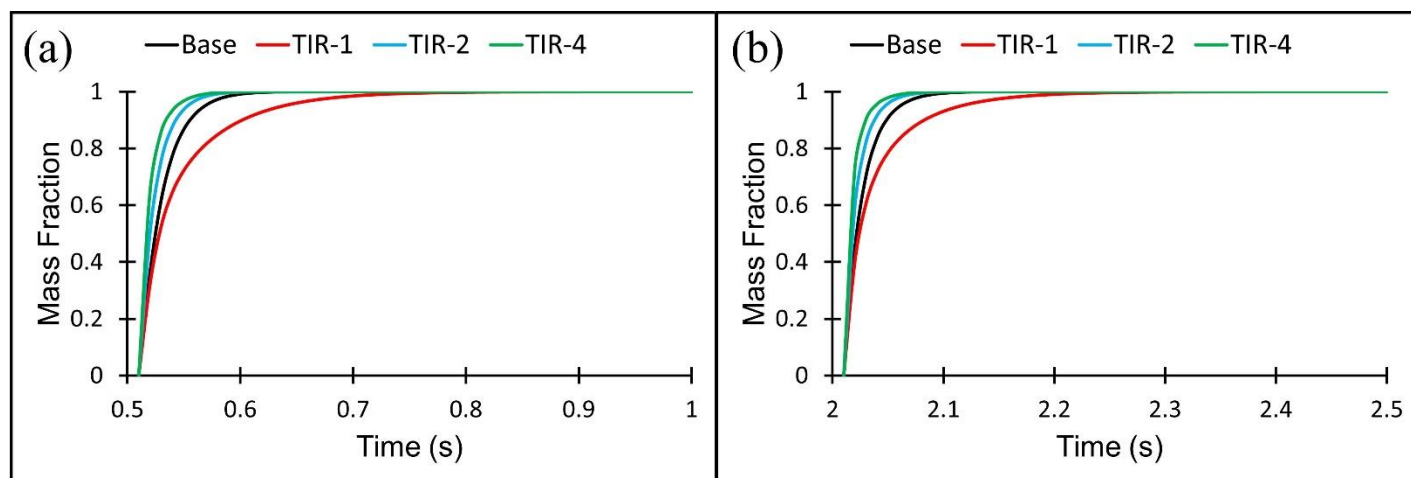 (a)
Base TIR-1 TIR-2 TIR-4
1
0.8
0.6
0.4
0.2
0
Mass Fraction
0.5 0.6 0.7 0.8 0.9 1
Time (s)
(b)
Base TIR-1 TIR-2 TIR-4
1
0.8
0.6
0.4
0.2
0
Mass Fraction
2 2.1 2.2 2.3 2.4 2.5
Time (s)